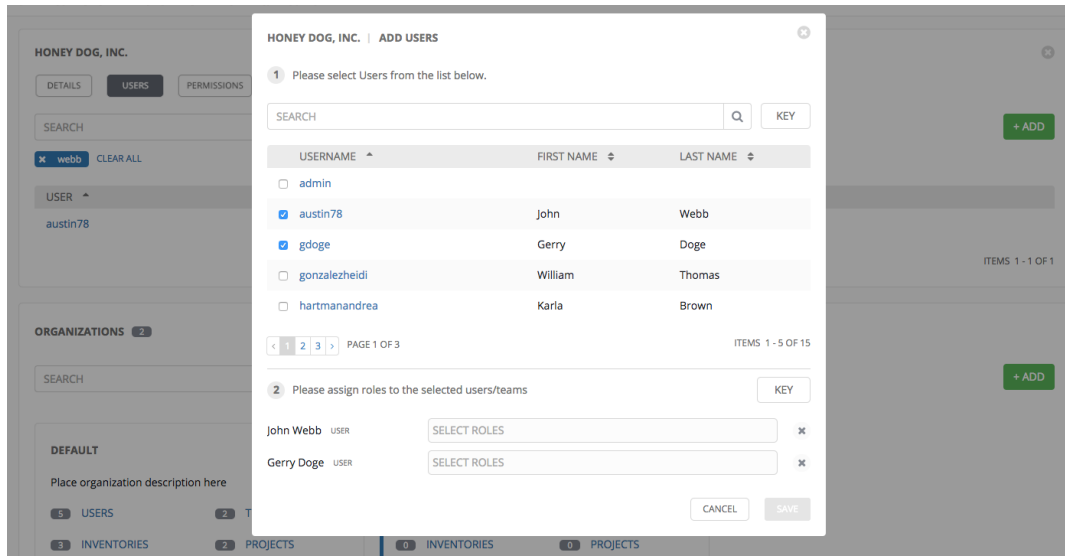 HONEY DOG, INC.
DETAILS USERS PERMISSIONS
SEARCH
+ ADD
webb CLEAR ALL
USER
austin78
ITEMS 1 - 1 OF 1
ORGANIZATIONS 2
SEARCH
+ ADD
DEFAULT
Place organization description here
5 USERS 2 T
3 INVENTORIES 2 PROJECTS 0 INVENTORIES 0 PROJECTS
HONEY DOG, INC. | ADD USERS
1 Please select Users from the list below.
SEARCH KEY
USERNAME FIRST NAME LAST NAME
admin
austin78 John Webb
gdoge Gerry Doge
gonzalezheidi William Thomas
hartmanandrea Karla Brown
< 1 2 3 > PAGE 1 OF 3 ITEMS 1 - 5 OF 15
2 Please assign roles to the selected users/teams KEY
John Webb USER SELECT ROLES
Gerry Doge USER SELECT ROLES
CANCEL SAVE